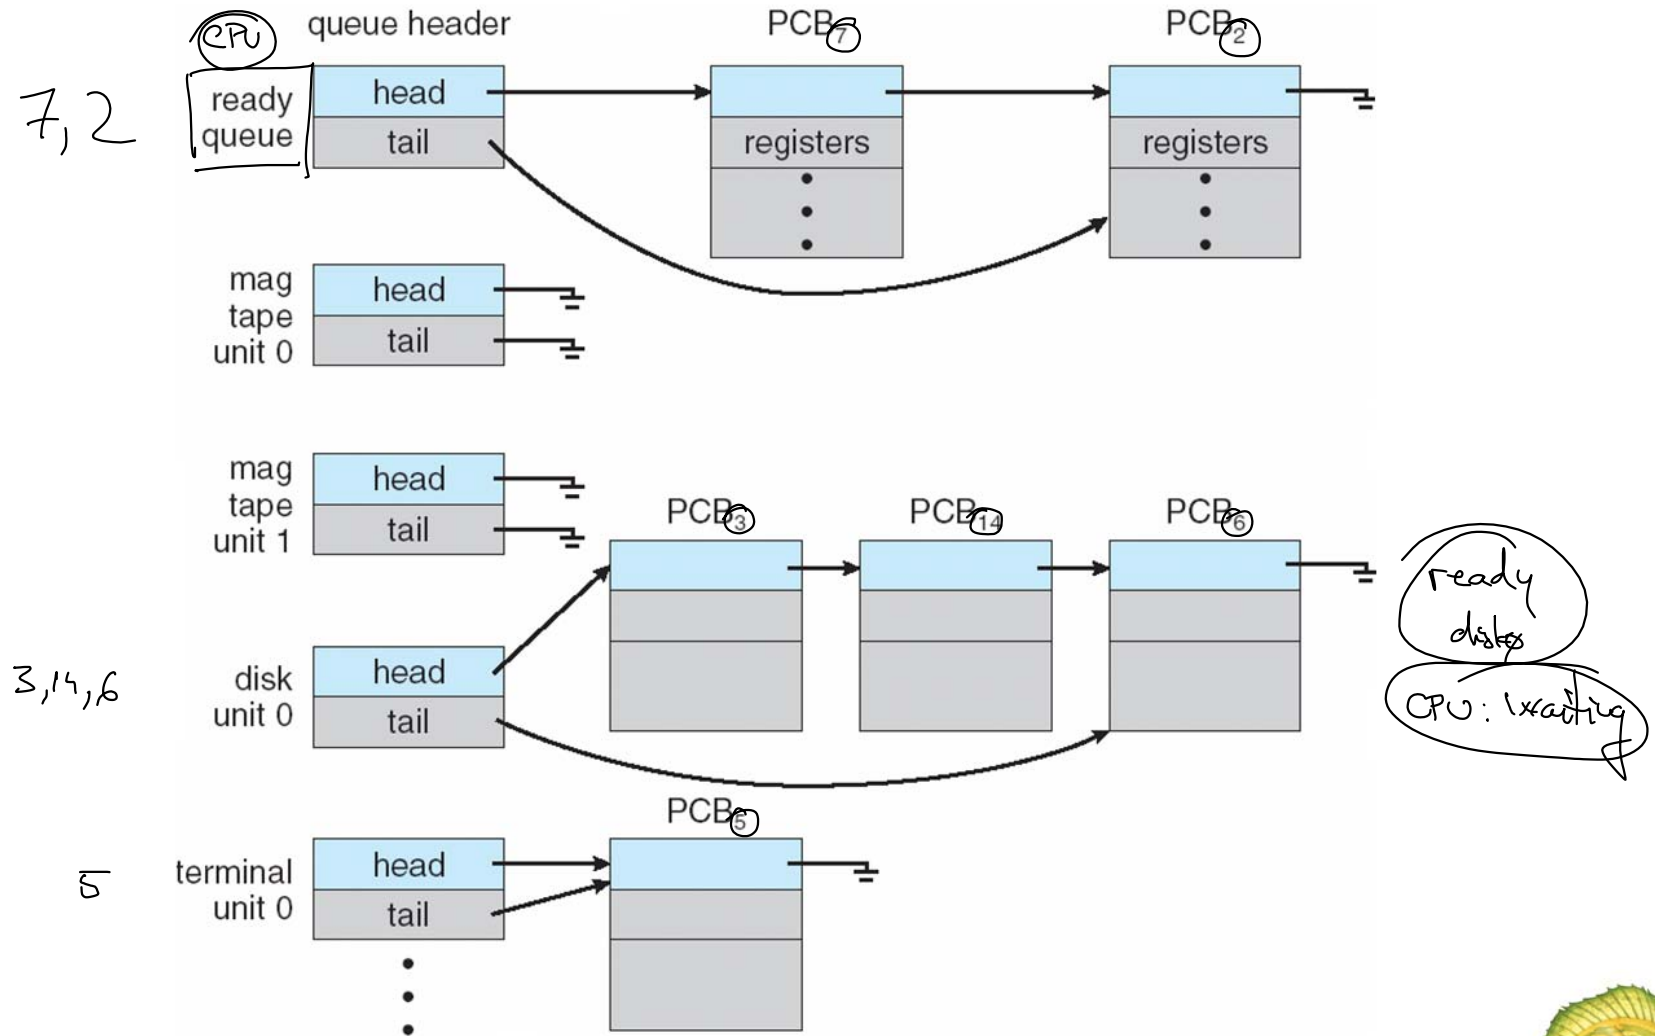 CPU
queue header
PCB7
PCB2
7,2
ready
queue
head
tail
registers
registers
mag
tape
unit 0
head
tail
mag
tape
unit 1
head
tail
PCB3
PCB14
PCB6
ready
3,14,6
disk
unit 0
head
tail
CPU: waiting
PCB5
5
terminal
unit 0
head
tail